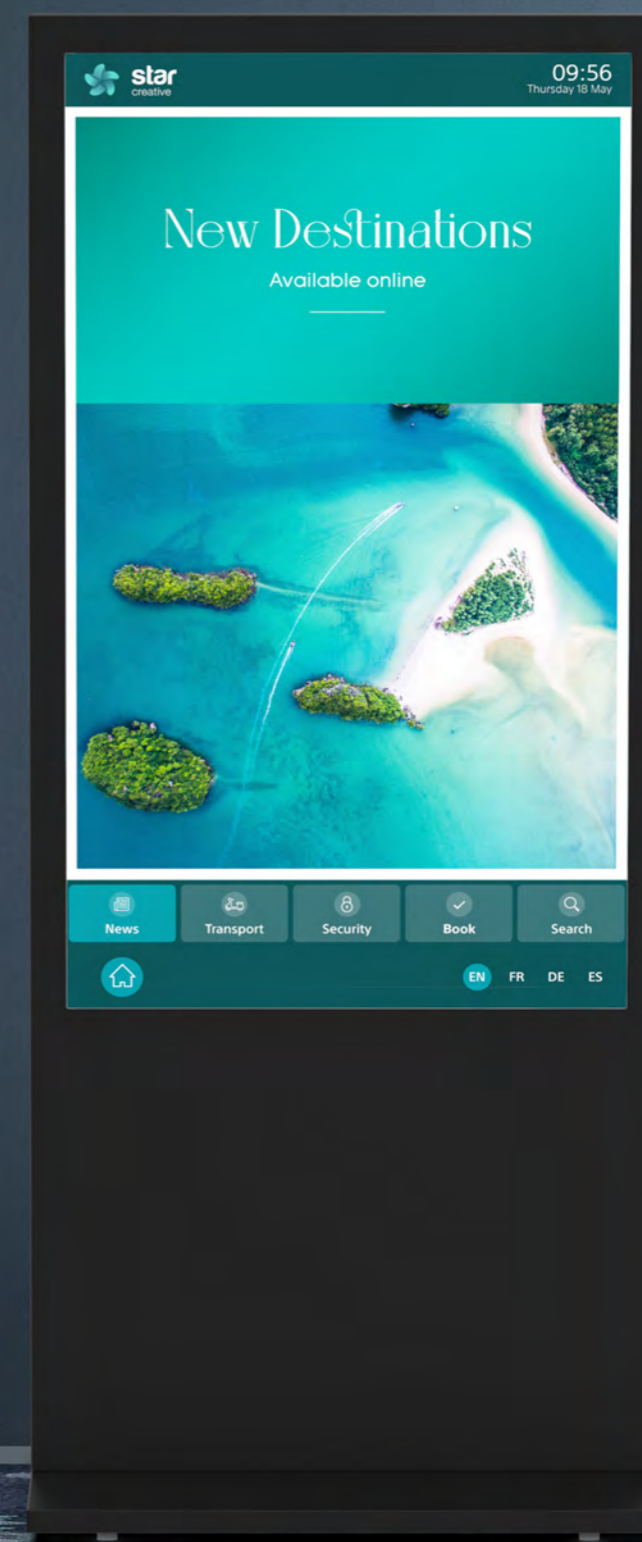 star
creative
09:56
Thursday 18 May
New Destinations
Available online
News
Transport
Security
Book
Search
EN FR DE ES